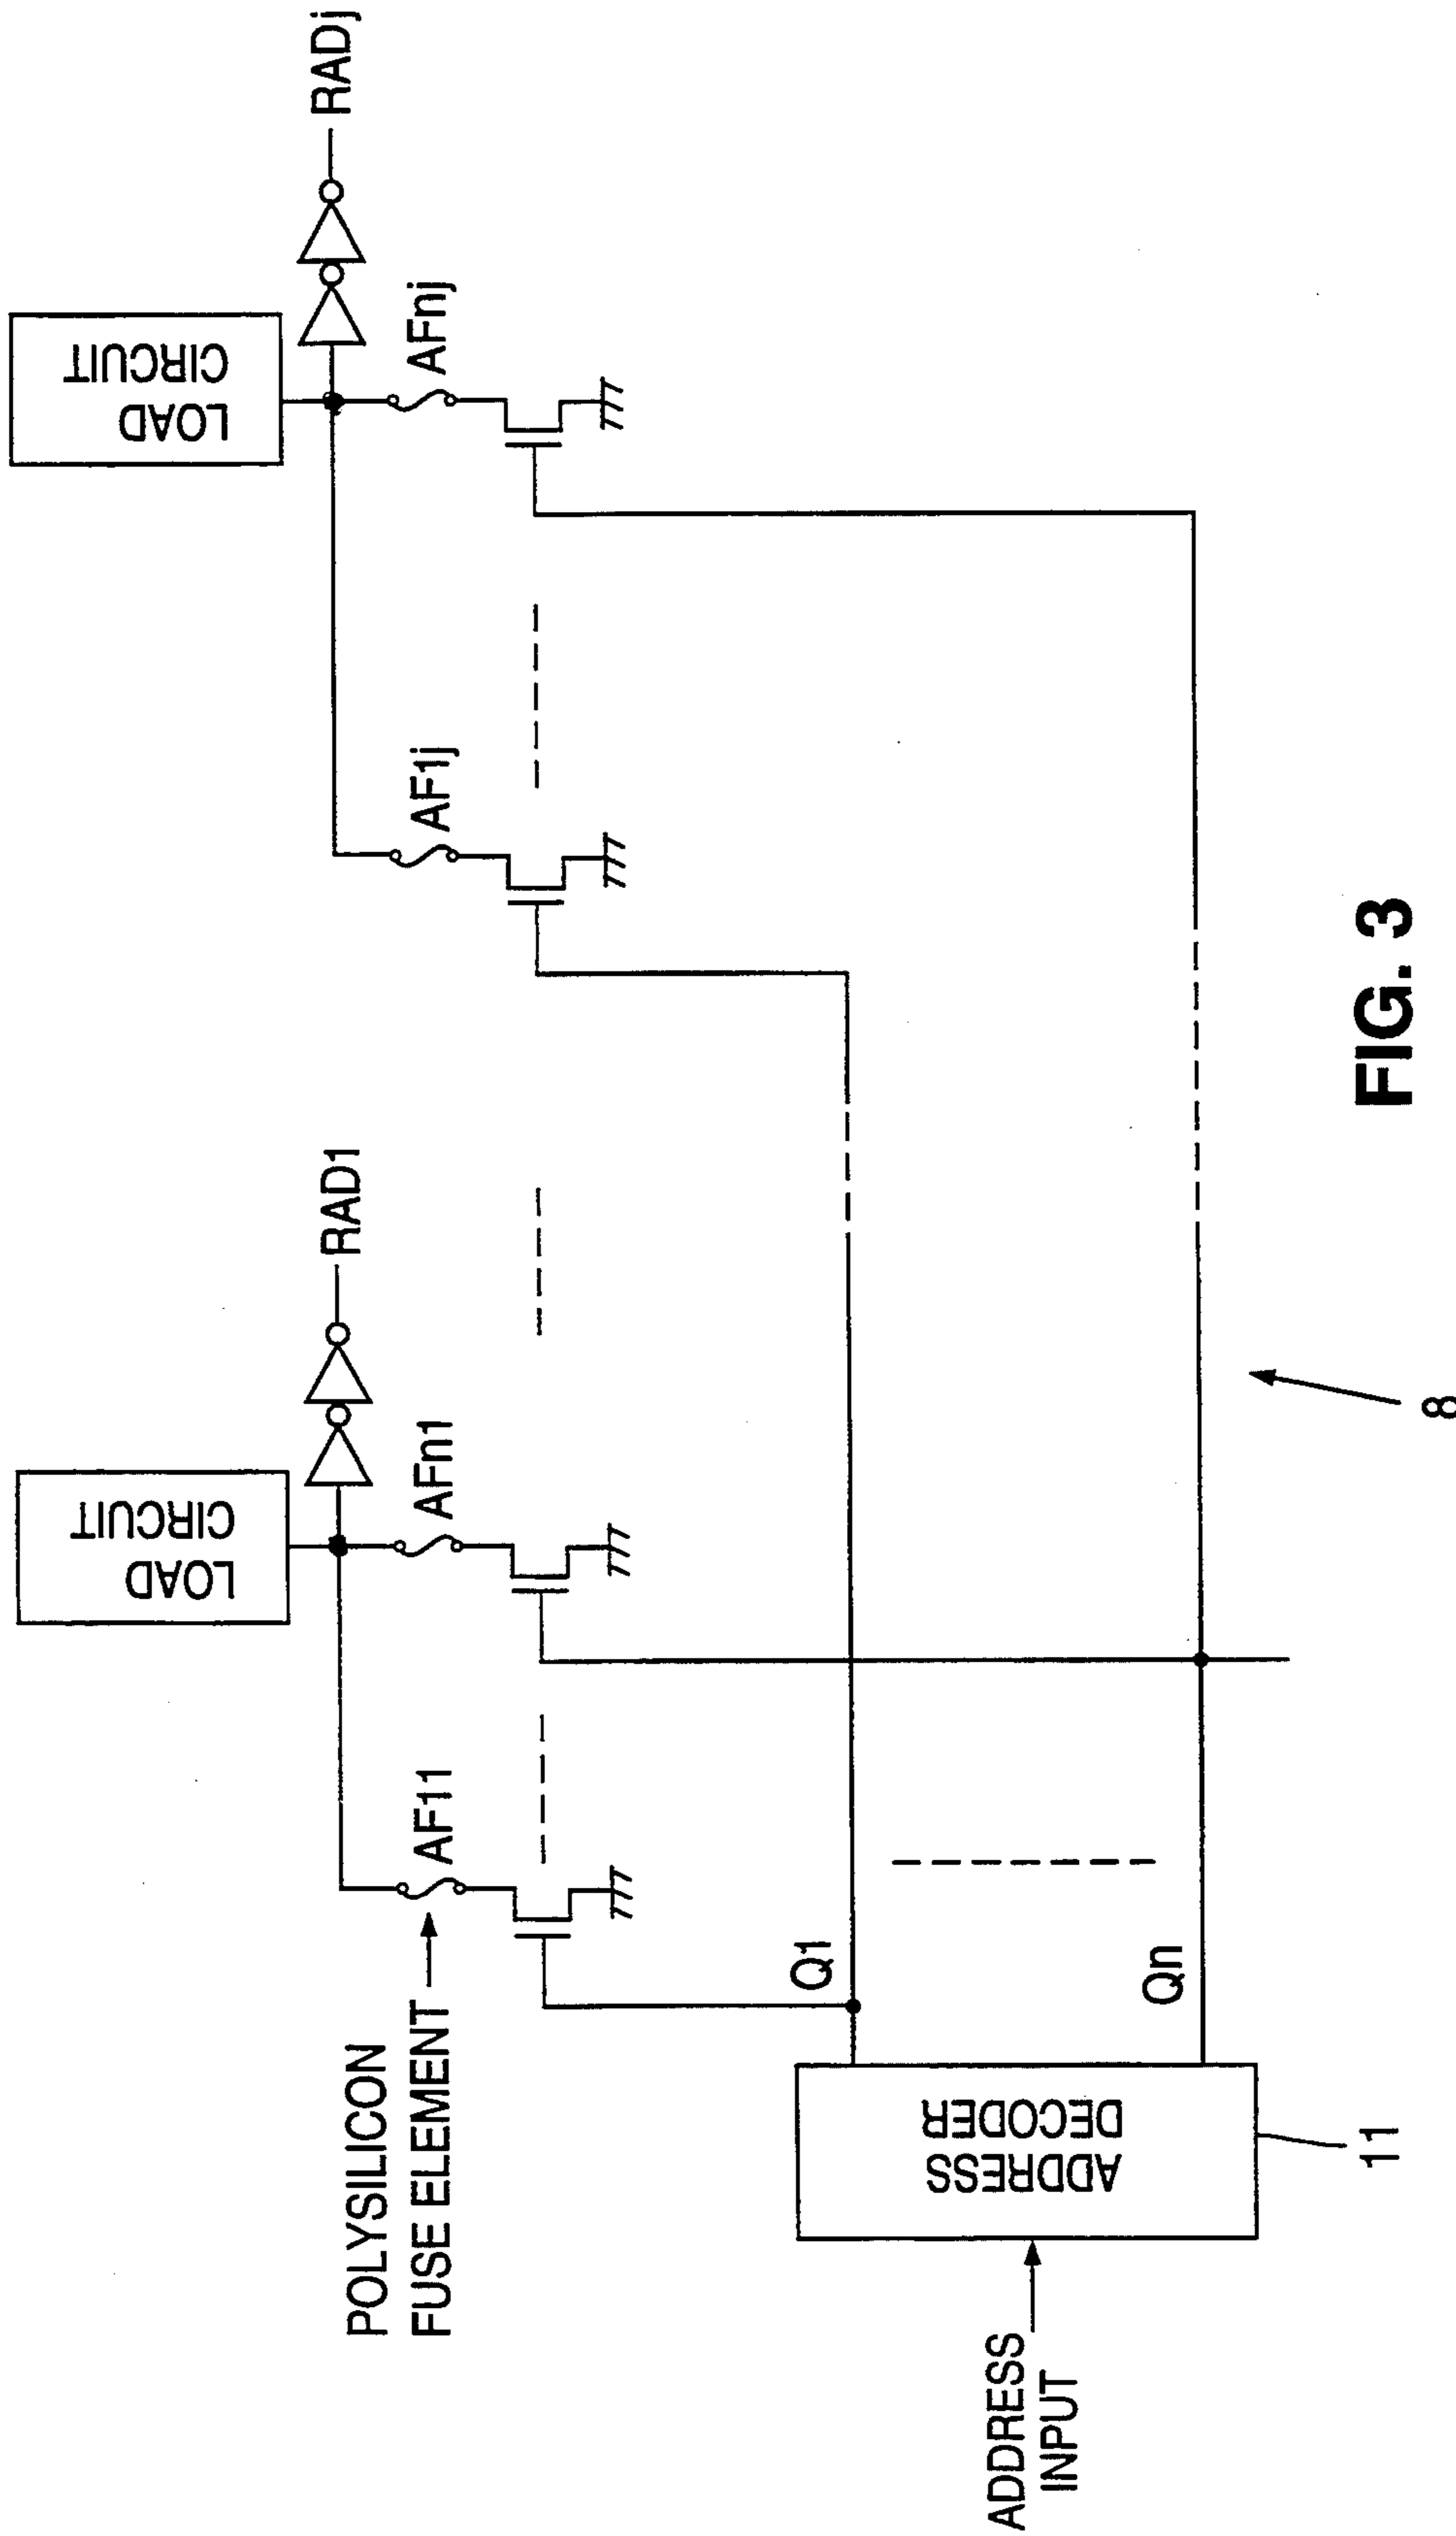 LOAD
CIRCUIT
LOAD
CIRCUIT
RAD1
RADj
POLYSILICON
FUSE ELEMENT
AF11
AFn1
AF1j
AFnj
Q1
Qn
ADDRESS
INPUT
ADDRESS
DECODER
11
8
FIG. 3